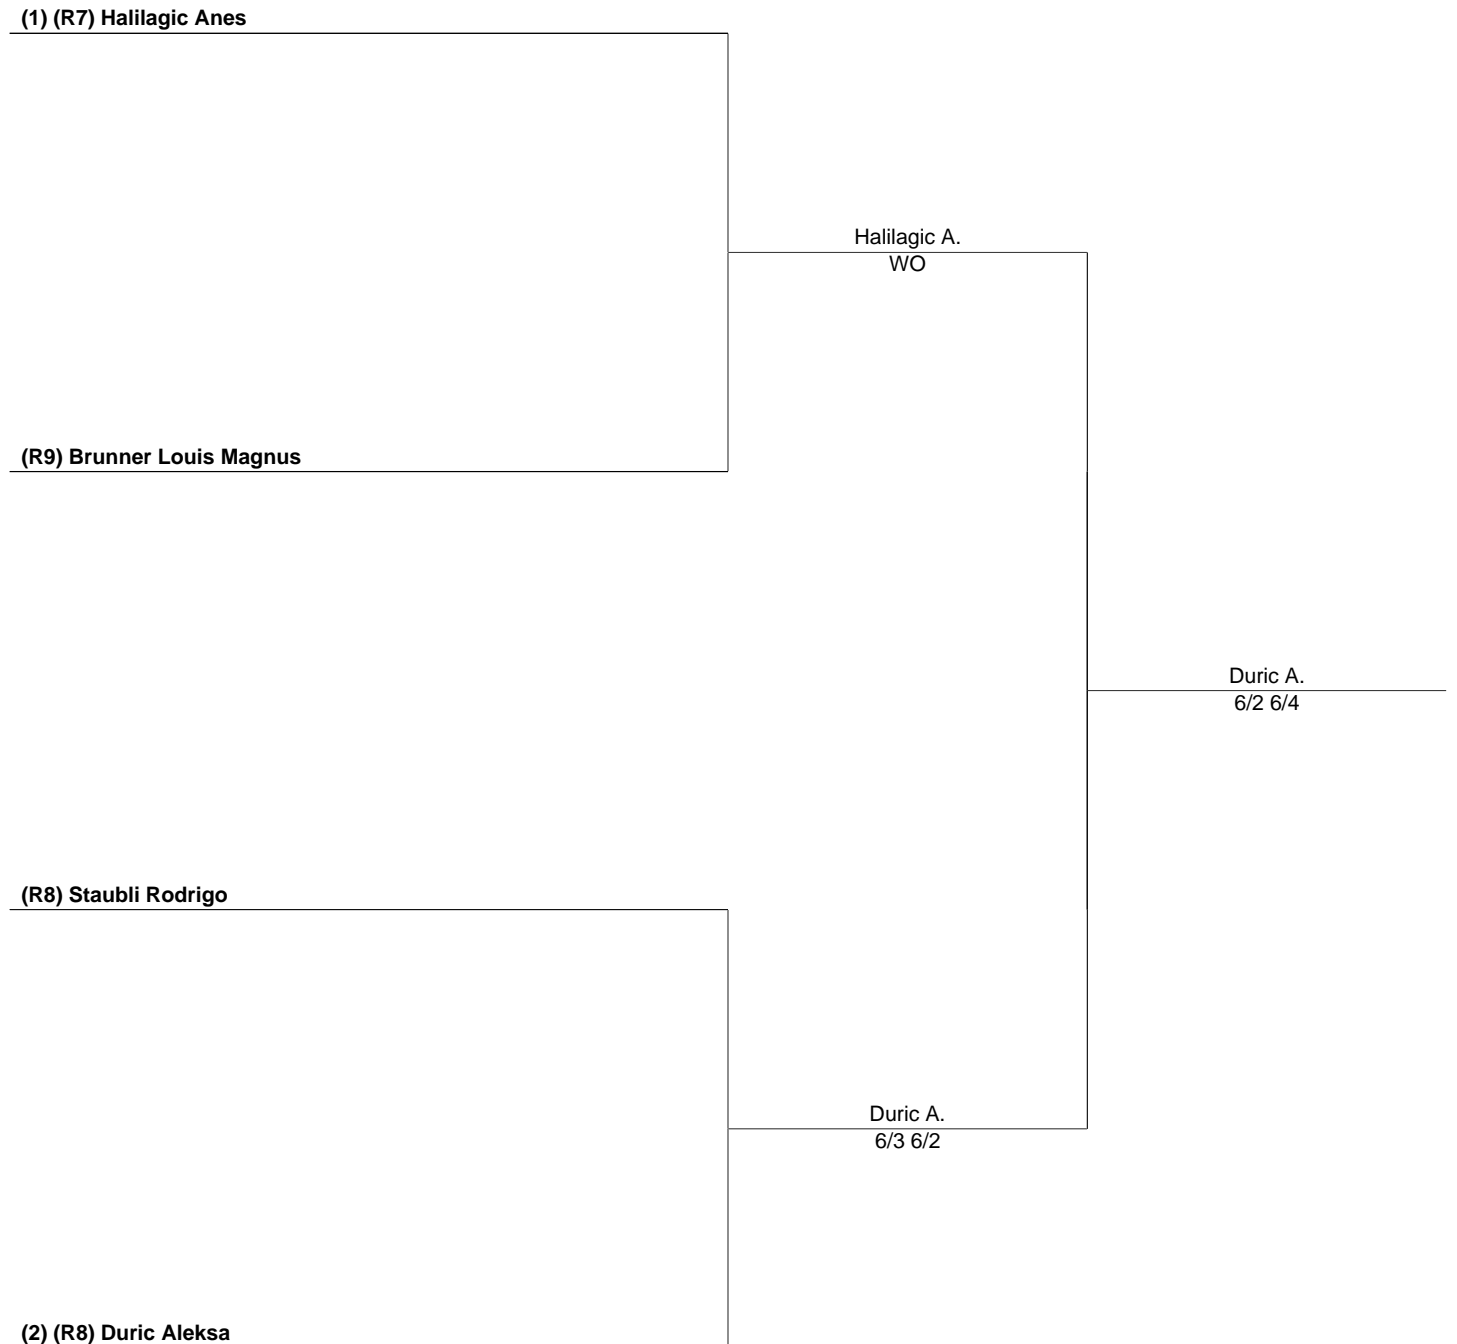 (1) (R7) Halilagic Anes
Halilagic A.
WO
(R9) Brunner Louis Magnus
Duric A.
6/2 6/4
(R8) Staubli Rodrigo
Duric A.
6/3 6/2
(2) (R8) Duric Aleksa